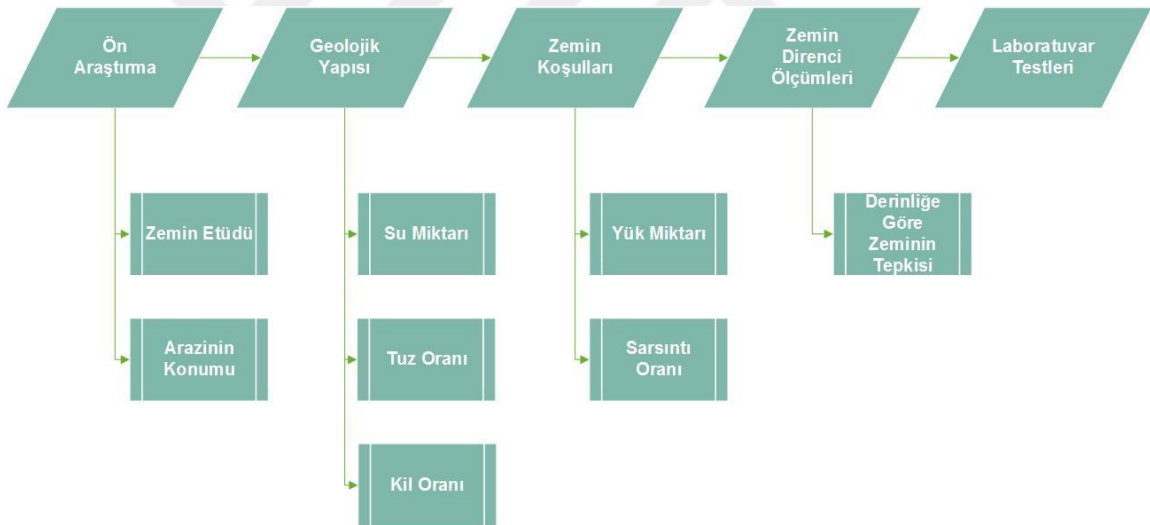 Ön
Araştırma
Geolojik
Yapısı
Zemin
Koşulları
Zemin
Direnci
Ölçümleri
Laboratuvar
Testleri
Zemin Etüdü
Su Miktarı
Yük Miktarı
Derinliğe
Göre
Zeminin
Tepkisi
Arazinin
Konumu
Tuz Oranı
Sarsıntı
Oranı
Kil Oranı